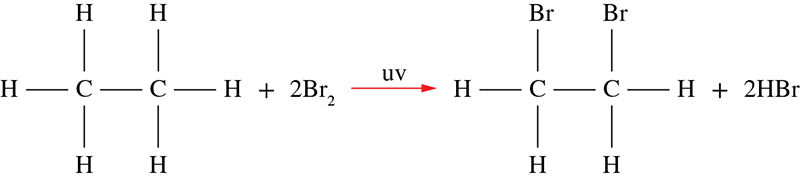 H H Br Br
uv
H C C H + 2Br₂ H C C H + 2HBr
H H H H